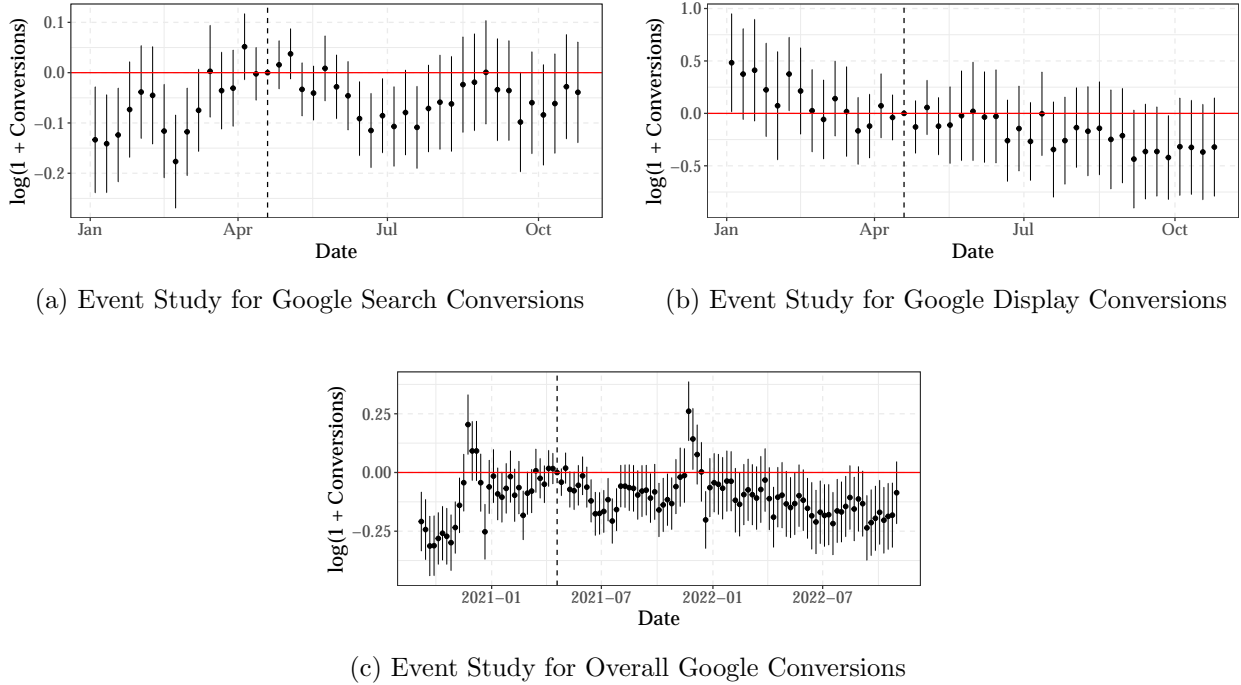 log(1 + Conversions)
0.1
0.0
−0.1
−0.2
Jan Apr Jul Oct
Date
(a) Event Study for Google Search Conversions
log(1 + Conversions)
1.0
0.5
0.0
−0.5
Jan Apr Jul Oct
Date
(b) Event Study for Google Display Conversions
log(1 + Conversions)
0.25
0.00
−0.25
2021−01 2021−07 2022−01 2022−07
Date
(c) Event Study for Overall Google Conversions